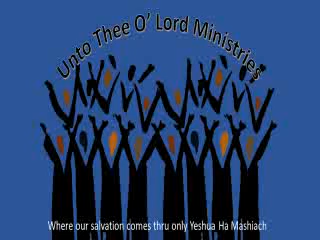 Unto Thee O' Lord Ministries
Where our salvation comes thru only Yeshua Ha Mashiach